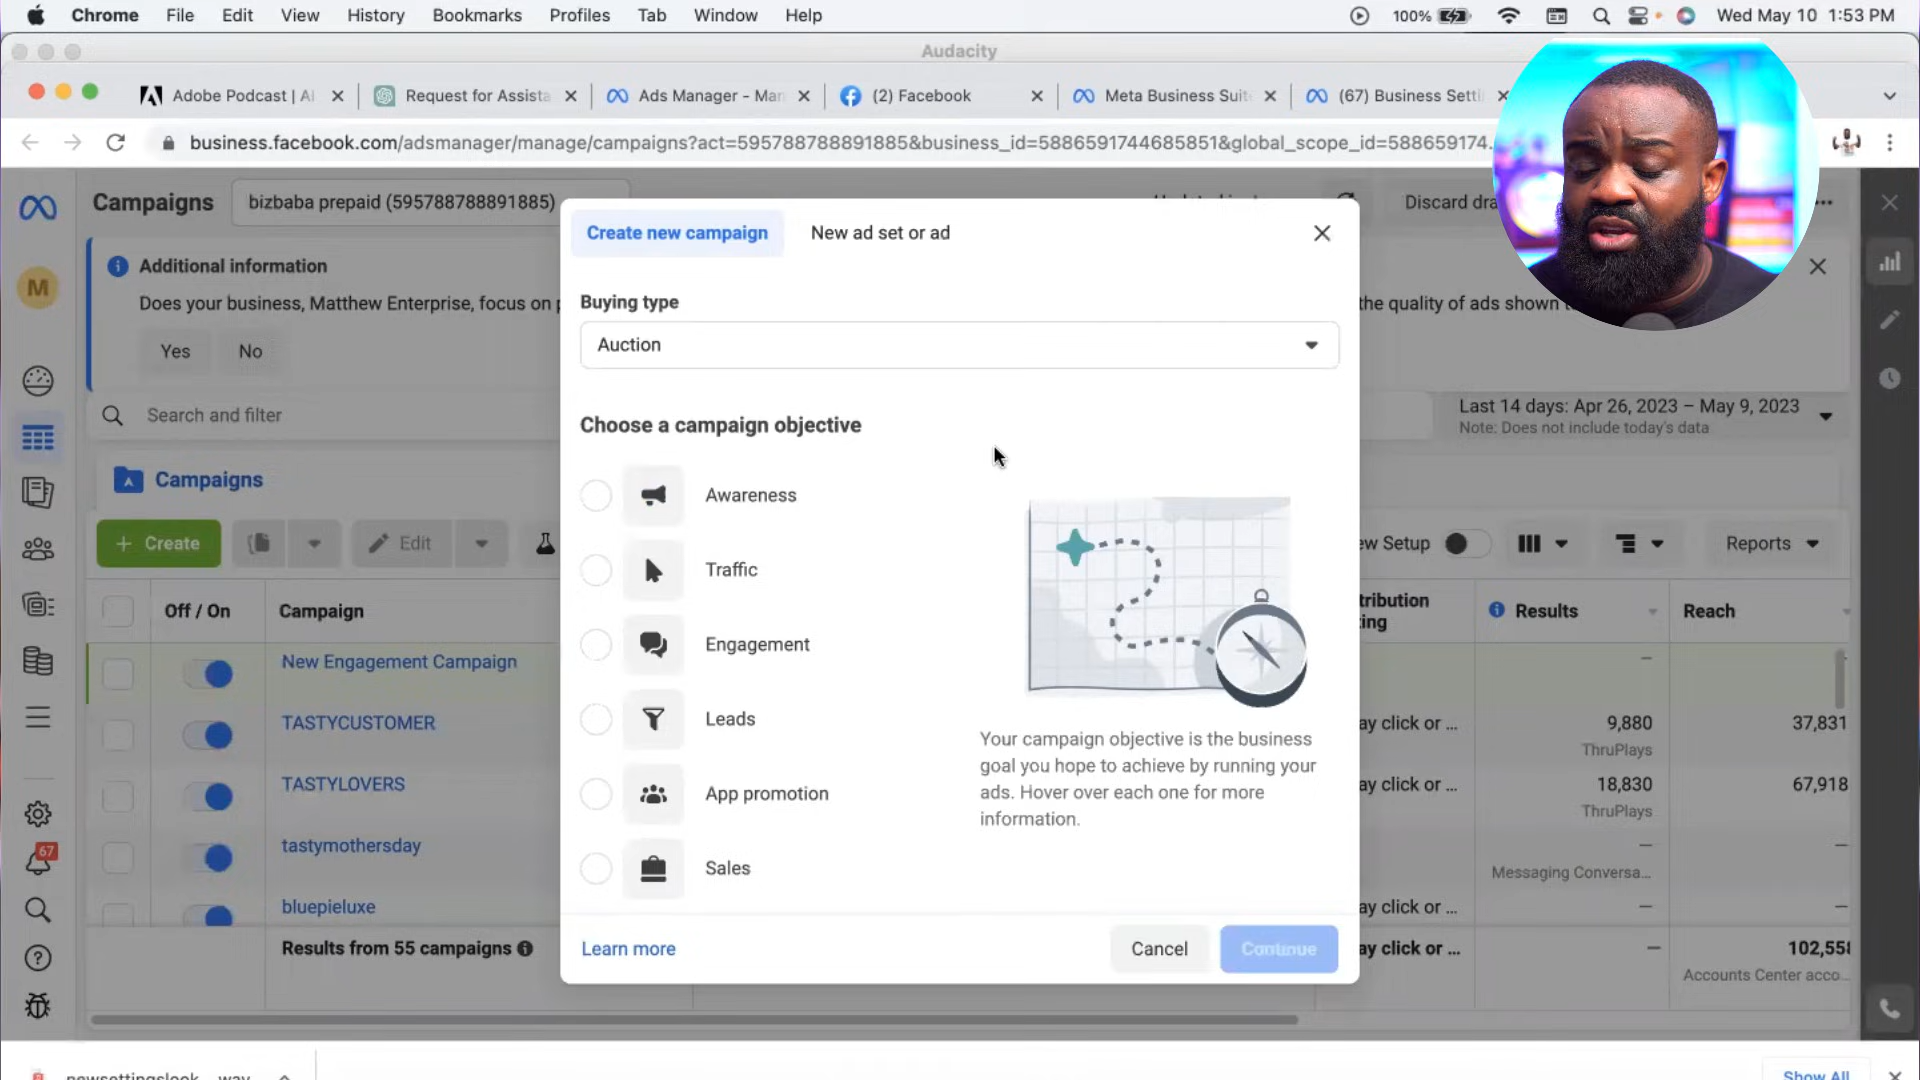 Chrome File Edit View History Bookmarks Profiles Tab Window Help 100% Wed May 10 1:53 PM
Audacity
Adobe Podcast | AI Request for Assista Ads Manager - Man (2) Facebook Meta Business Suit (67) Business Setti
business.facebook.com/adsmanager/manage/campaigns?act=595788788891885&business_id=5886591744685851&global_scope_id=588659174
Campaigns bizbaba prepaid (595788788891885) Discard dra
Create new campaign New ad set or ad
M
Additional information
Does your business, Matthew Enterprise, focus on p the quality of ads shown
Buying type
Auction
Yes No
Search and filter
Last 14 days: Apr 26, 2023 – May 9, 2023
Note: Does not include today's data
Choose a campaign objective
Campaigns
Awareness
Create Edit ew Setup Reports
Traffic
Off / On Campaign tribution
ing Results Reach
Engagement
New Engagement Campaign –
TASTYCUSTOMER ay click or ... 9,880 37,831
ThruPlays
Leads
Your campaign objective is the business
goal you hope to achieve by running your
ads. Hover over each one for more
information.
TASTYLOVERS ay click or ... 18,830 67,918
ThruPlays
App promotion
tastymothersday — —
Messaging Conversa...
Sales
67
bluepieluxe ay click or ... — —
Results from 55 campaigns ay click or ... — 102,558
Accounts Center acco...
Learn more Cancel Continue
newsettingslook....wav Show All